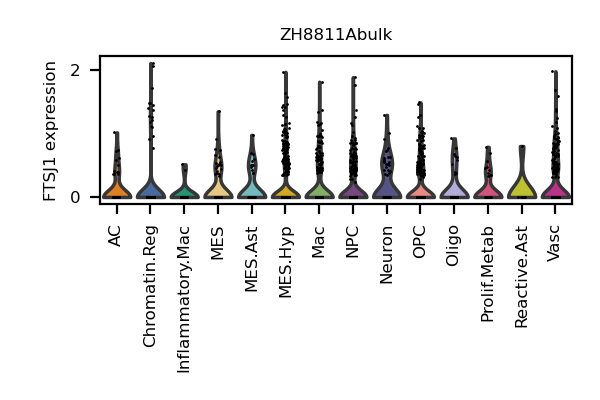 ZH8811Abulk
FTSJ1 expression
2
0
AC
Chromatin.Reg
Inflammatory.Mac
MES
MES.Ast
MES.Hyp
Mac
NPC
Neuron
OPC
Oligo
Prolif.Metab
Reactive.Ast
Vasc